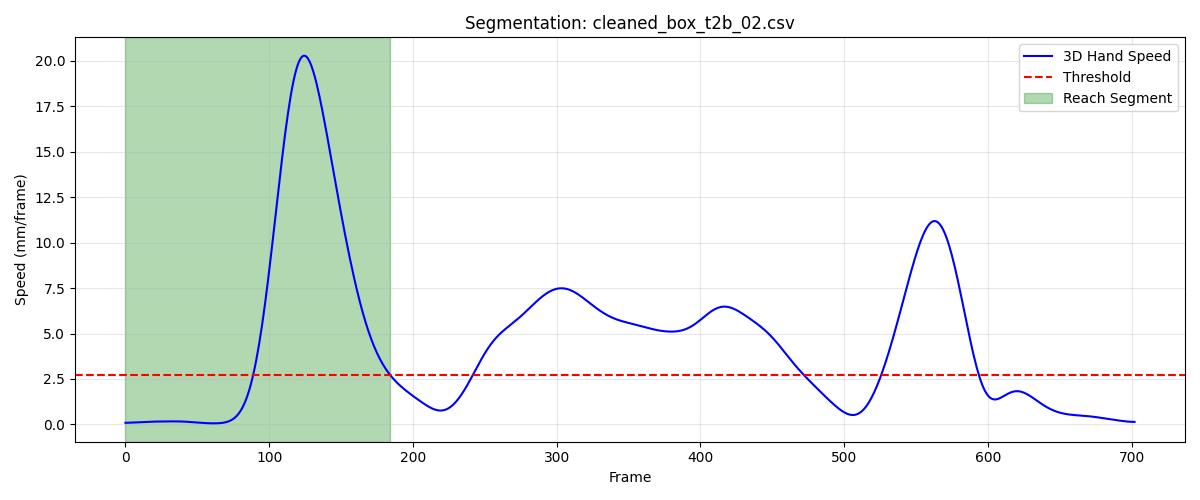 Segmentation: cleaned_box_t2b_02.csv
3D Hand Speed
Threshold
Reach Segment
Speed (mm/frame)
20.0
17.5
15.0
12.5
10.0
7.5
5.0
2.5
0.0
0 100 200 300 400 500 600 700
Frame